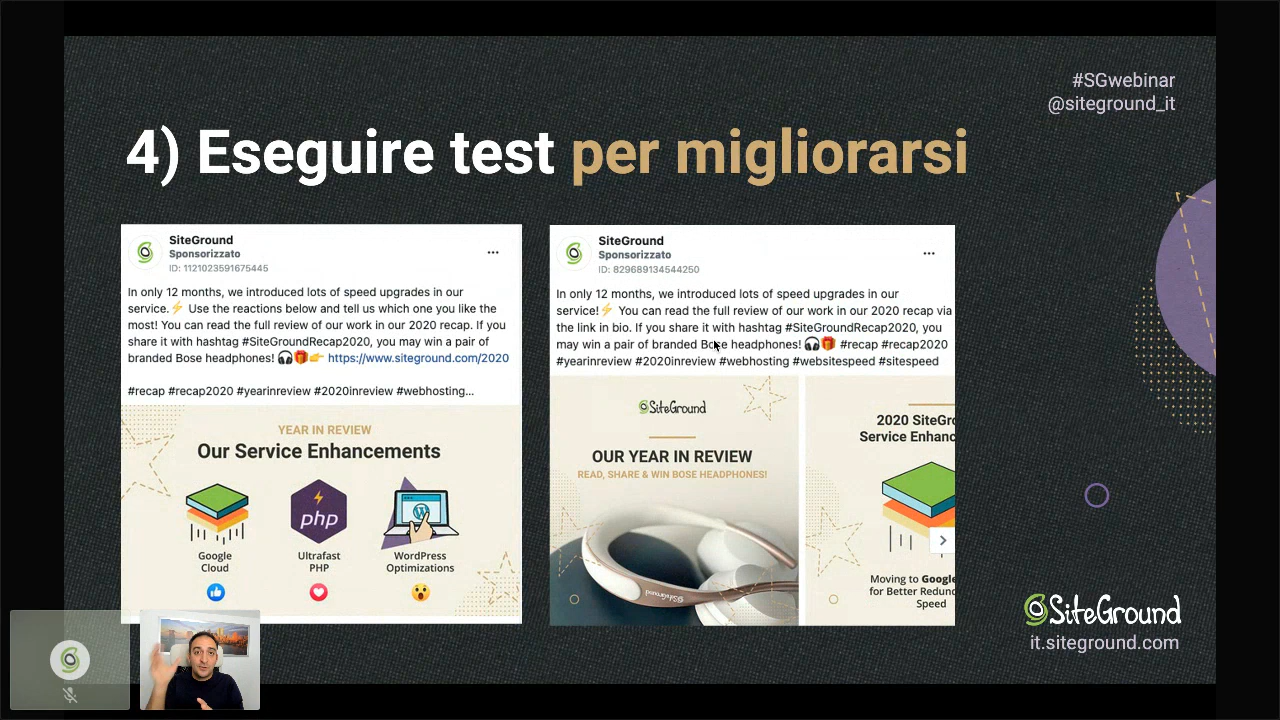 #SGwebinar
@siteground_it
4) Eseguire test per migliorarsi
SiteGround
Sponsorizzato
ID: 1121023591675445
In only 12 months, we introduced lots of speed upgrades in our
service.⚡ Use the reactions below and tell us which one you like the
most! You can read the full review of our work in our 2020 recap. If you
share it with hashtag #SiteGroundRecap2020, you may win a pair of
branded Bose headphones! 🎧🎁👉 https://www.siteground.com/2020
#recap #recap2020 #yearinreview #2020inreview #webhosting...
YEAR IN REVIEW
Our Service Enhancements
php
Google
Cloud
Ultrafast
PHP
WordPress
Optimizations
SiteGround
Sponsorizzato
ID: 829689134544250
In only 12 months, we introduced lots of speed upgrades in our
service!⚡ You can read the full review of our work in our 2020 recap via
the link in bio. If you share it with hashtag #SiteGroundRecap2020, you
may win a pair of branded Bose headphones! 🎧🎁 #recap #recap2020
#yearinreview #2020inreview #webhosting #websitespeed #sitespeed
SiteGround
OUR YEAR IN REVIEW
READ, SHARE & WIN BOSE HEADPHONES!
SiteGround
2020 SiteGro
Service Enhanc
Moving to Google
for Better Redun
Speed
SiteGround
it.siteground.com